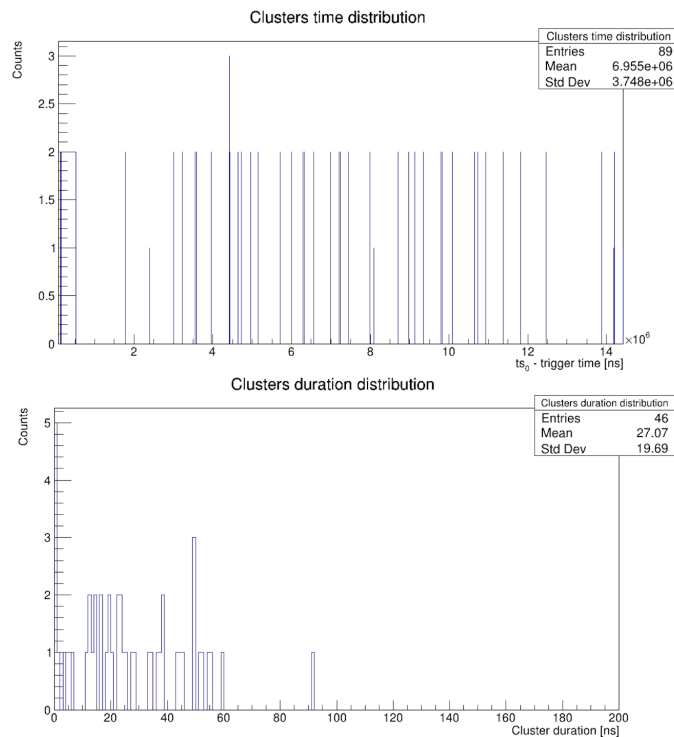 Clusters time distribution
Counts
Clusters time distribution
Entries 89
Mean 6.955e+06
Std Dev 3.748e+06
3
2.5
2
1.5
1
0.5
0
2 4 6 8 10 12 14 ×10⁶
ts₀ - trigger time [ns]
Clusters duration distribution
Counts
Clusters duration distribution
Entries 46
Mean 27.07
Std Dev 19.69
5
4
3
2
1
0
0 20 40 60 80 100 120 140 160 180 200
Cluster duration [ns]